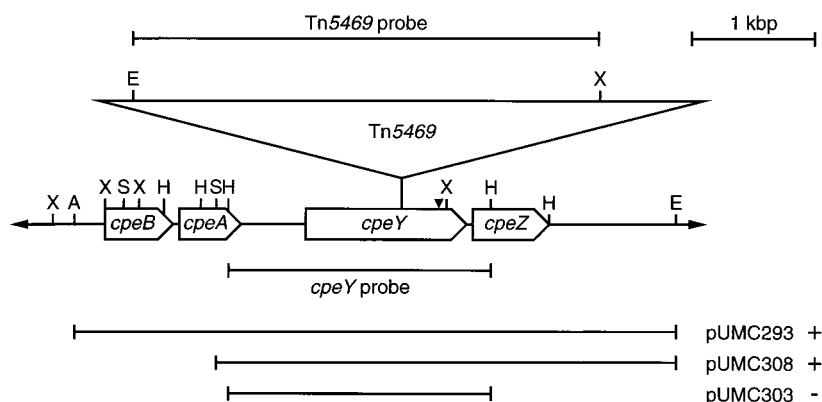 Tn5469 probe
1 kbp
E X
Tn5469
X A X S X H H S H X H H E
cpeB cpeA cpeY cpeZ
cpeY probe
pUMC293 +
pUMC308 +
pUMC303 -